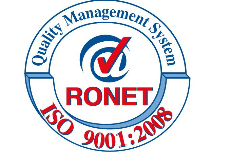 Quality Management System
RONET
ISO 9001:2008